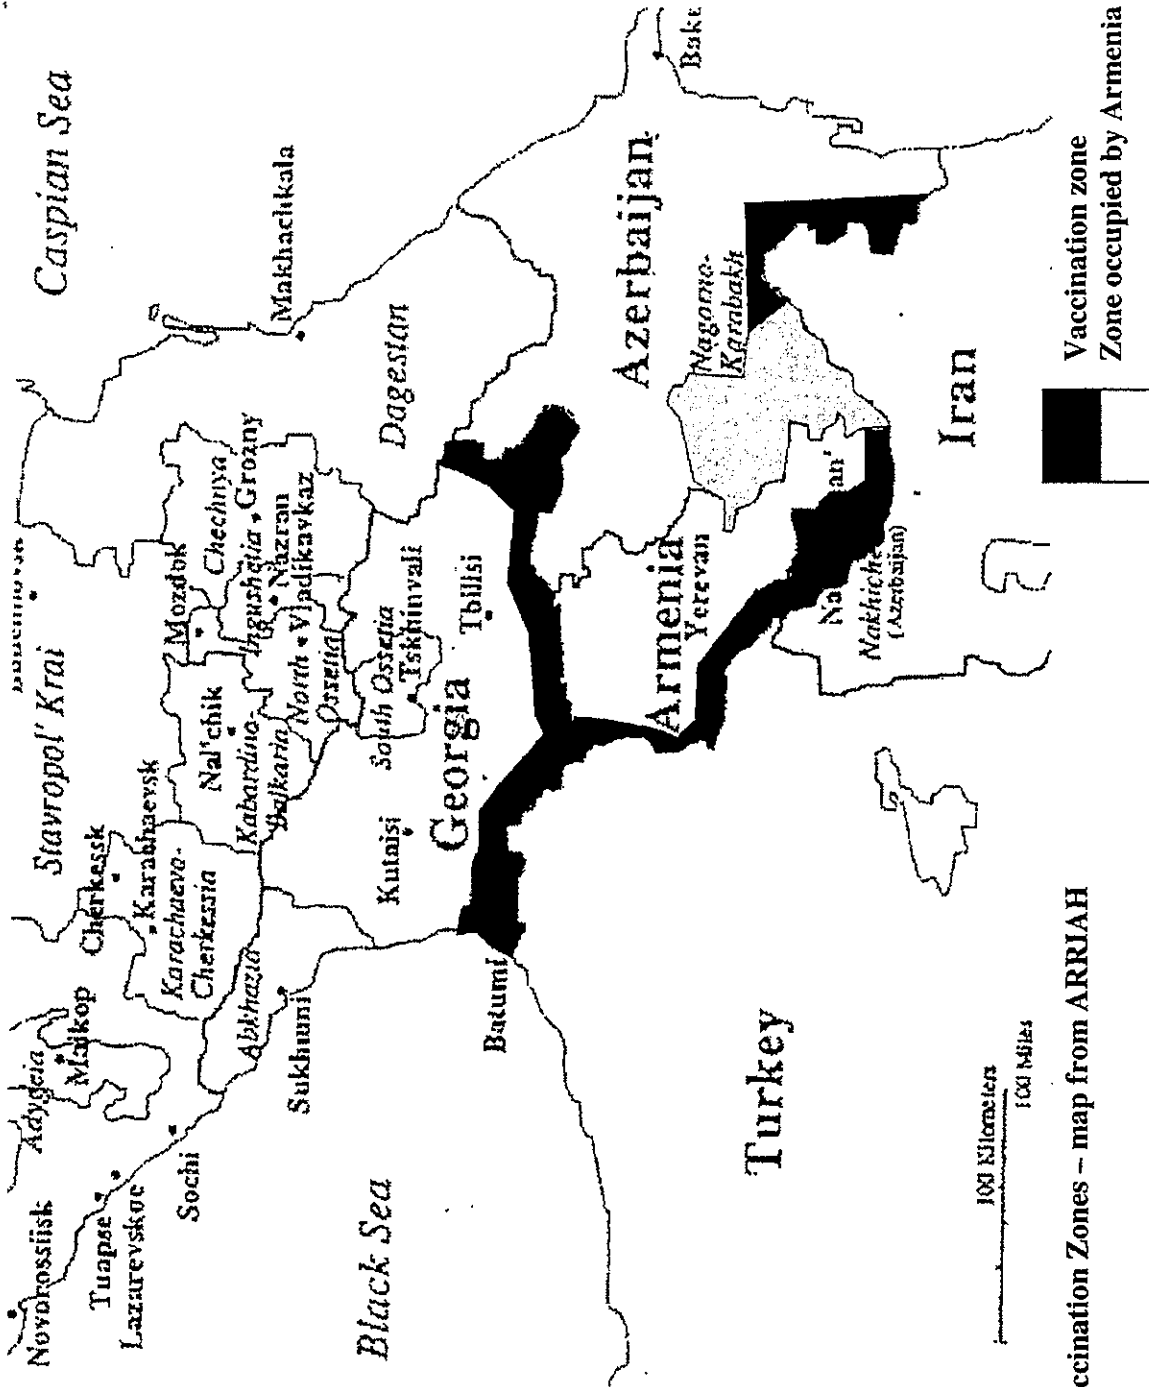 Novorossiisk
Tuapse
Lazarevskoe
Sochi
Adygeia
Maikop
Stavropol' Krai
Cherkessk
Karachaevsk
Karachaevo-
Cherkessia
Nal'chik
Kabardino-
Balkaria
Mozdok
Chechnya
Ingushetia
Grozny
Nazran
Vladikavkaz
North
Ossetia
South Ossetia
Tskhinvali
Dagestan
Makhachkala
Caspian Sea
Abkhazia
Sukhumi
Black Sea
Kutaisi
Georgia
Tbilisi
Batumi
Azerbaijan
Baku
Nagorno-
Karabakh
Armenia
Yerevan
(Azerbaijan)
Turkey
Iran
100 Kilometers
100 Miles
ccination Zones – map from ARRIAH
Vaccination zone
Zone occupied by Armenia